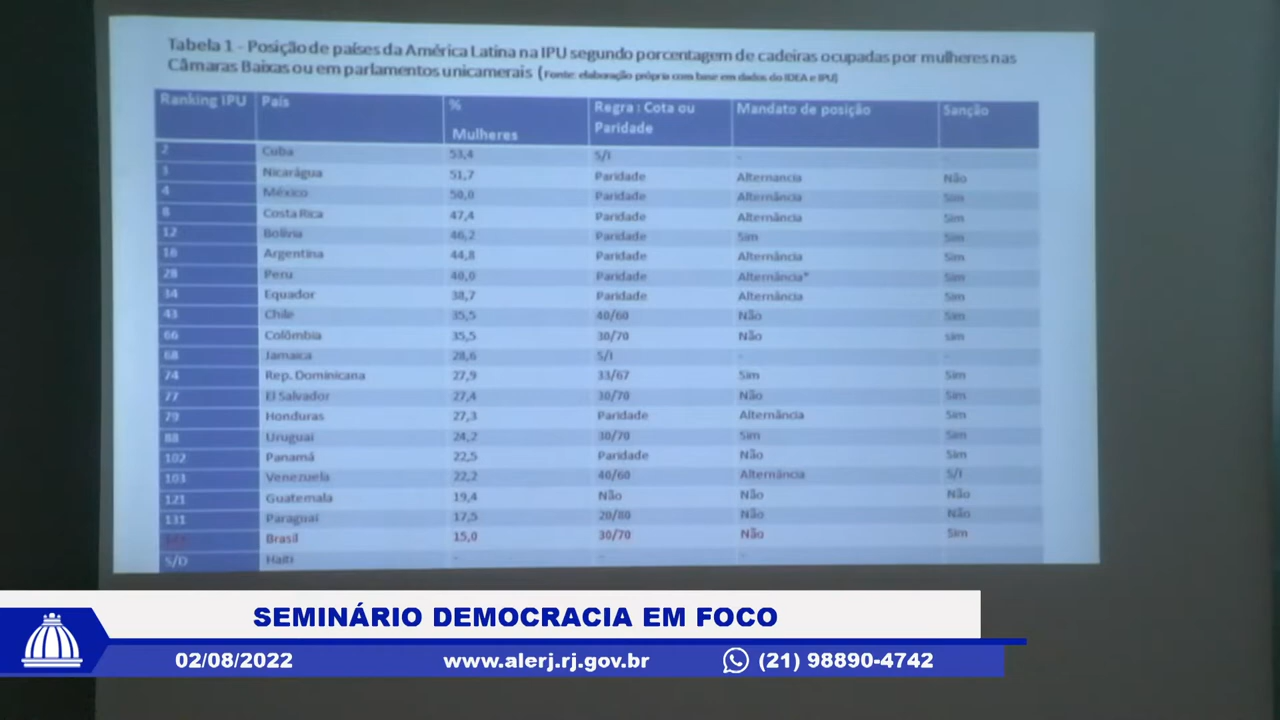 Tabela 1 - Posição de países da América Latina na IPU segundo porcentagem de cadeiras ocupadas por mulheres nas
Câmaras Baixas ou em parlamentos unicamerais (Fonte: elaboração própria com base em dados do IDEA e IPU)
Ranking IPU País % Mulheres Regra : Cota ou Paridade Mandato de posição Sanção
2 Cuba 53,4 S/I - -
3 Nicarágua 51,7 Paridade Alternancia Não
4 México 50,0 Paridade Alternância Sim
8 Costa Rica 47,4 Paridade Alternância Sim
12 Bolívia 46,2 Paridade Sim Sim
16 Argentina 44,8 Paridade Alternância Sim
28 Peru 40,0 Paridade Alternância* Sim
34 Equador 38,7 Paridade Alternância Sim
43 Chile 35,5 40/60 Não Sim
66 Colômbia 35,5 30/70 Não sim
68 Jamaica 28,6 S/I - -
74 Rep. Dominicana 27,9 33/67 Sim Sim
77 El Salvador 27,4 30/70 Não Sim
79 Honduras 27,3 Paridade Alternância Sim
88 Uruguai 24,2 30/70 Sim Sim
102 Panamá 22,5 Paridade Não Sim
103 Venezuela 22,2 40/60 Alternância S/I
121 Guatemala 19,4 Não Não Não
131 Paraguai 17,5 20/80 Não Não
Brasil 15,0 30/70 Não Sim
S/D Haiti - - -
SEMINÁRIO DEMOCRACIA EM FOCO
02/08/2022 www.alerj.rj.gov.br (21) 98890-4742